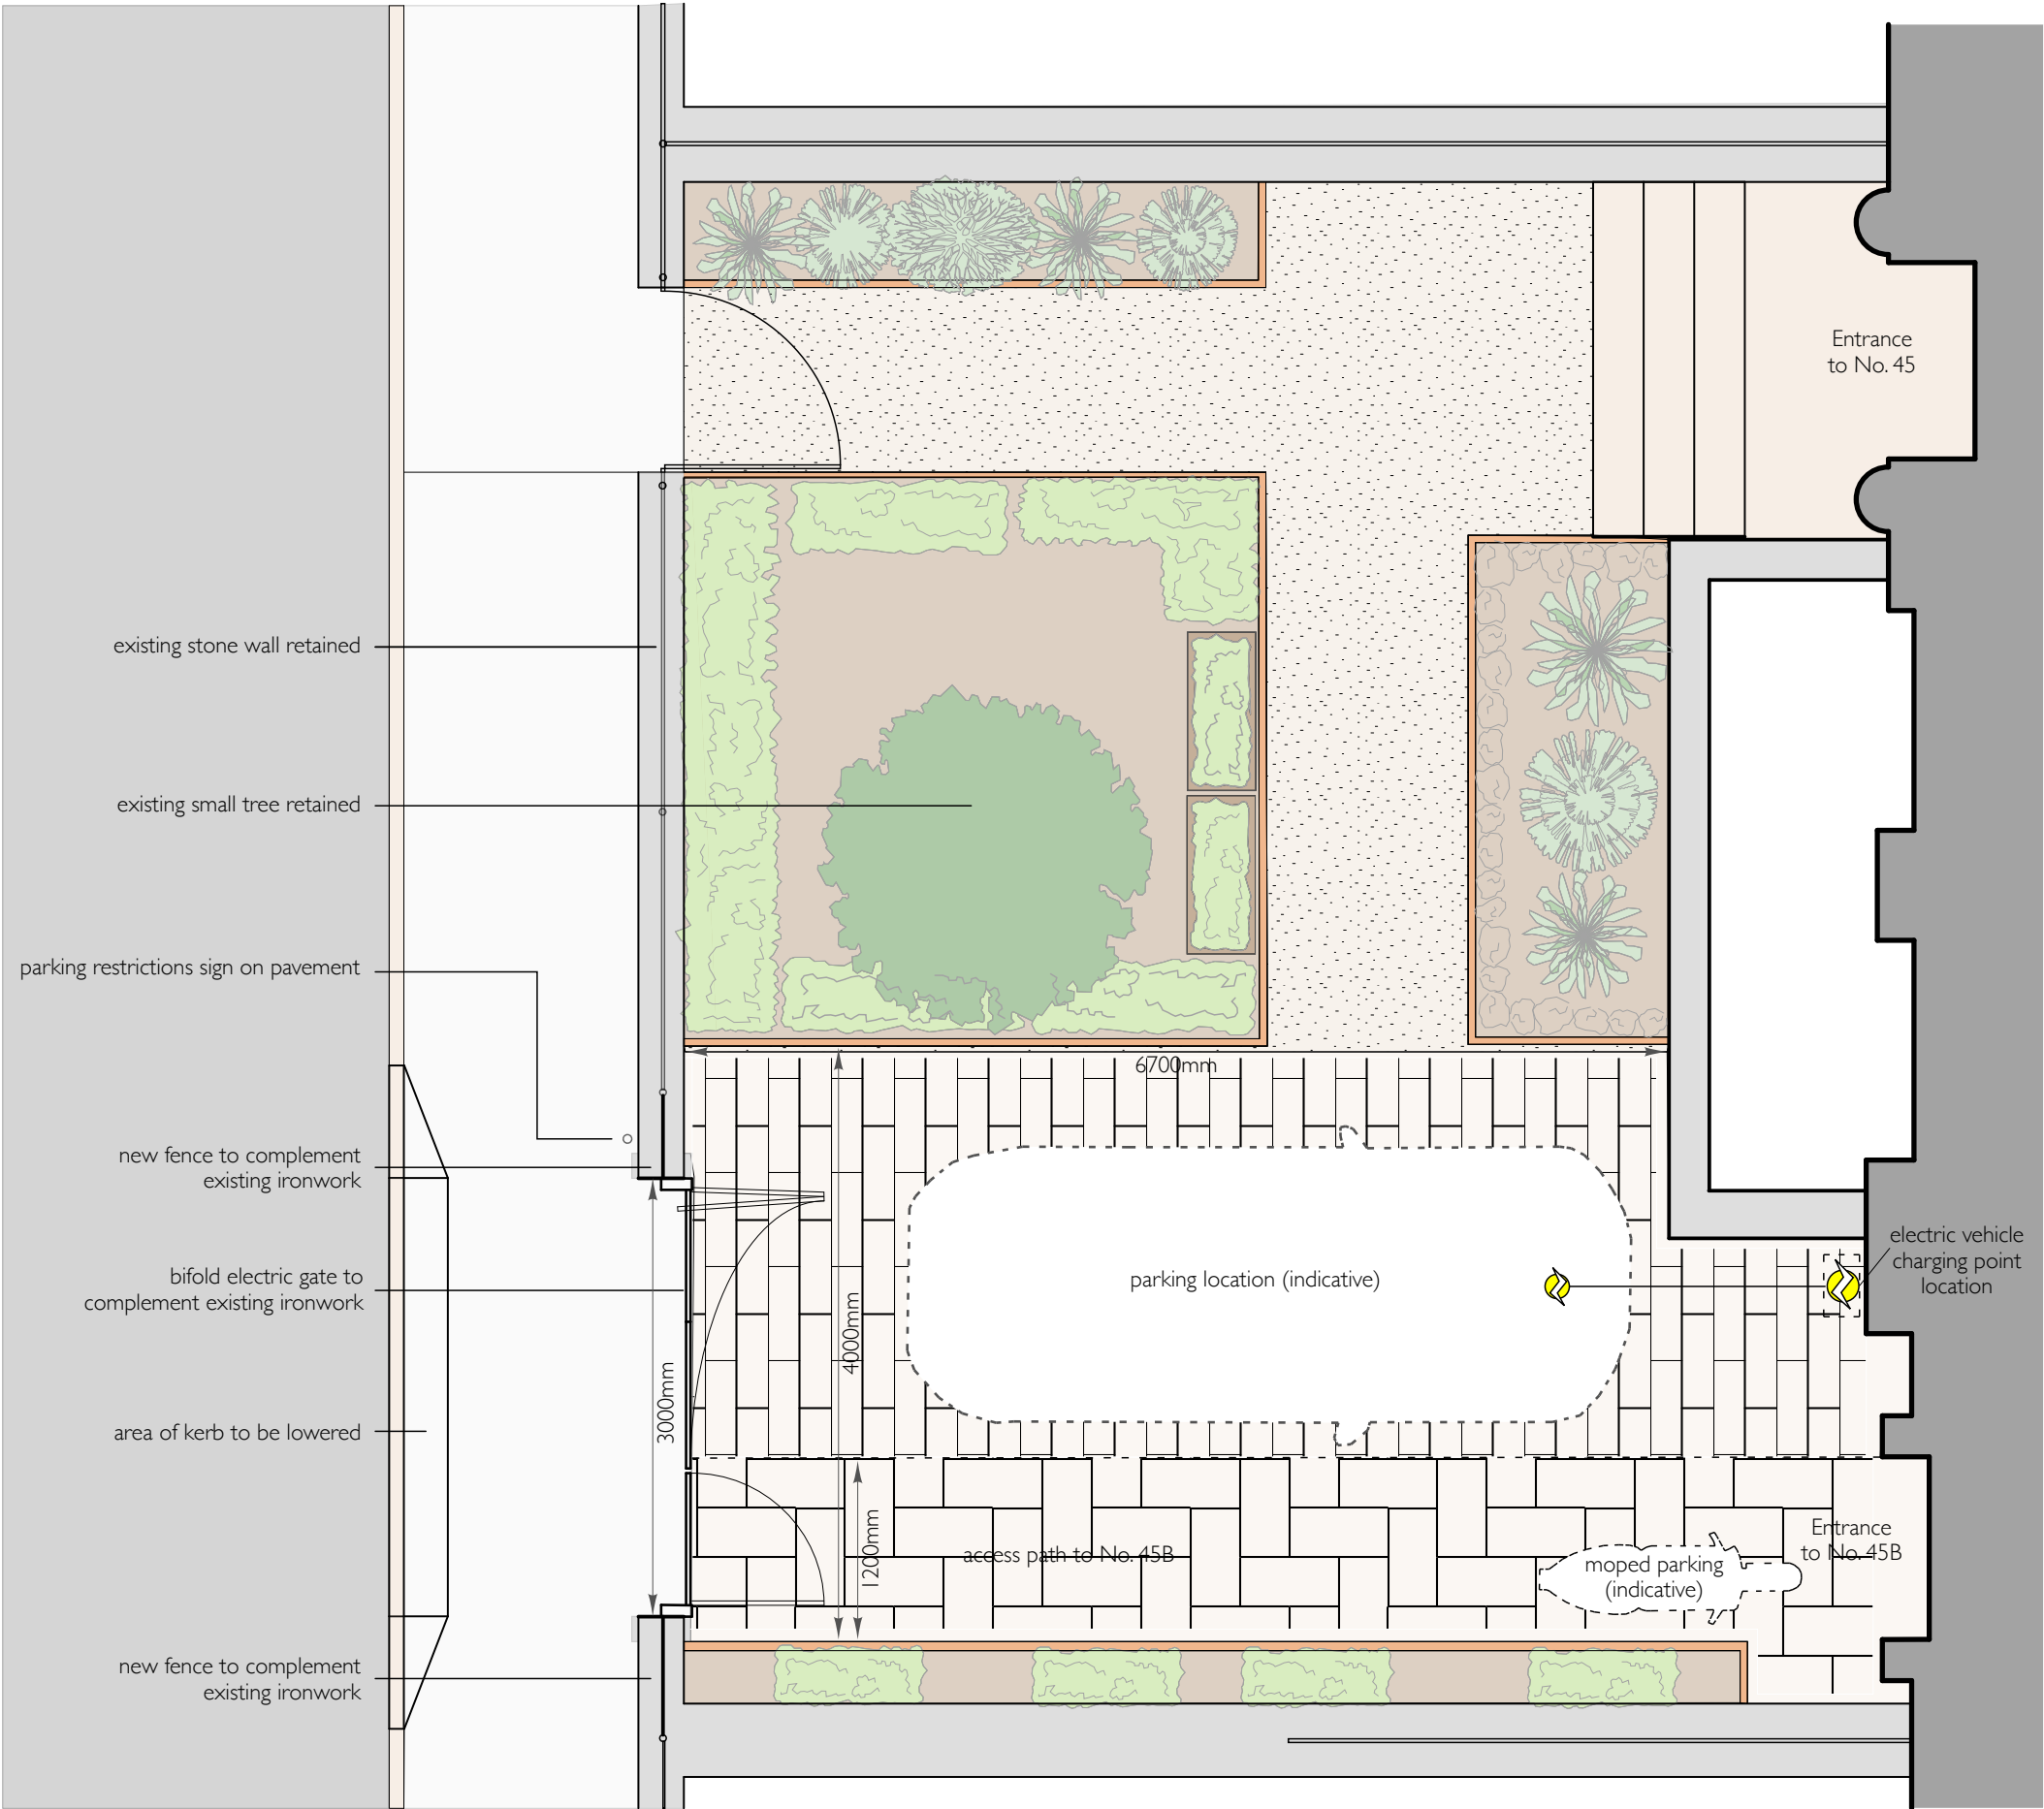 Entrance
to No. 45
existing stone wall retained
existing small tree retained
parking restrictions sign on pavement
6700mm
new fence to complement
existing ironwork
electric vehicle
charging point
location
bifold electric gate to
complement existing ironwork
parking location (indicative)
4000mm
3000mm
area of kerb to be lowered
1200mm
access path to No. 45B
Entrance
to No. 45B
moped parking
(indicative)
new fence to complement
existing ironwork